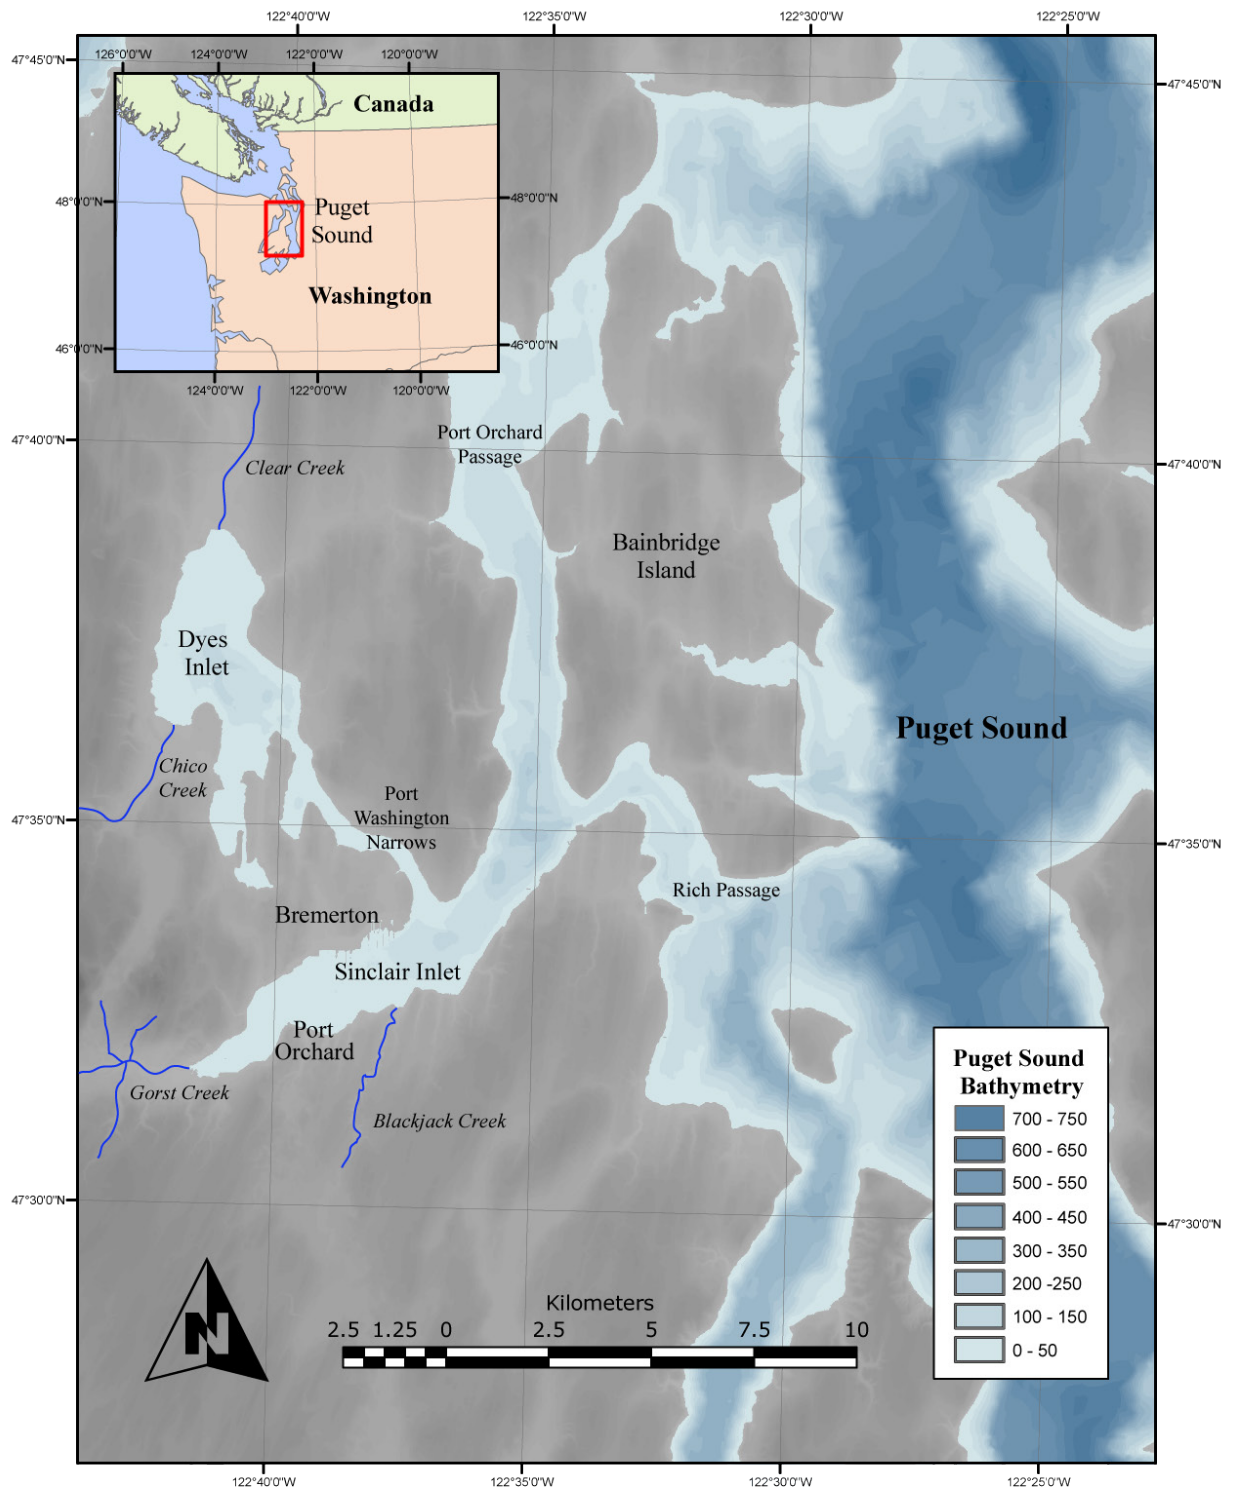 122°40'0"W
122°35'0"W
122°30'0"W
122°25'0"W
47°45'0"N
126°0'0"W
124°0'0"W
122°0'0"W
120°0'0"W
47°45'0"N
Canada
48°0'0"N
48°0'0"N
Puget
Sound
Washington
46°0'0"N
46°0'0"N
124°0'0"W
122°0'0"W
120°0'0"W
47°40'0"N
Port Orchard
Passage
Clear Creek
47°40'0"N
Bainbridge
Island
Dyes
Inlet
Puget Sound
Chico
Creek
Port
Washington
Narrows
47°35'0"N
47°35'0"N
Rich Passage
Bremerton
Sinclair Inlet
Port
Orchard
Gorst Creek
Blackjack Creek
Puget Sound
Bathymetry
700 - 750
600 - 650
500 - 550
400 - 450
300 - 350
200 -250
100 - 150
0 - 50
47°30'0"N
47°30'0"N
N
Kilometers
2.5 1.25 0 2.5 5 7.5 10
122°40'0"W
122°35'0"W
122°30'0"W
122°25'0"W